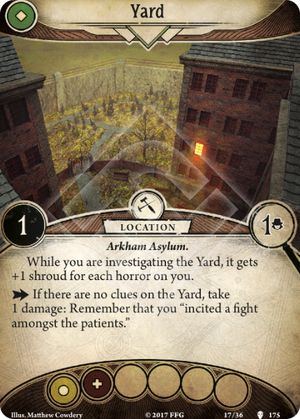 Yard
1
LOCATION
1
Arkham Asylum.
While you are investigating the Yard, it gets
+1 shroud for each horror on you.
If there are no clues on the Yard, take
1 damage: Remember that you “incited a fight
amongst the patients.”
Illus. Matthew Cowdery
© 2017 FFG
17/36
175